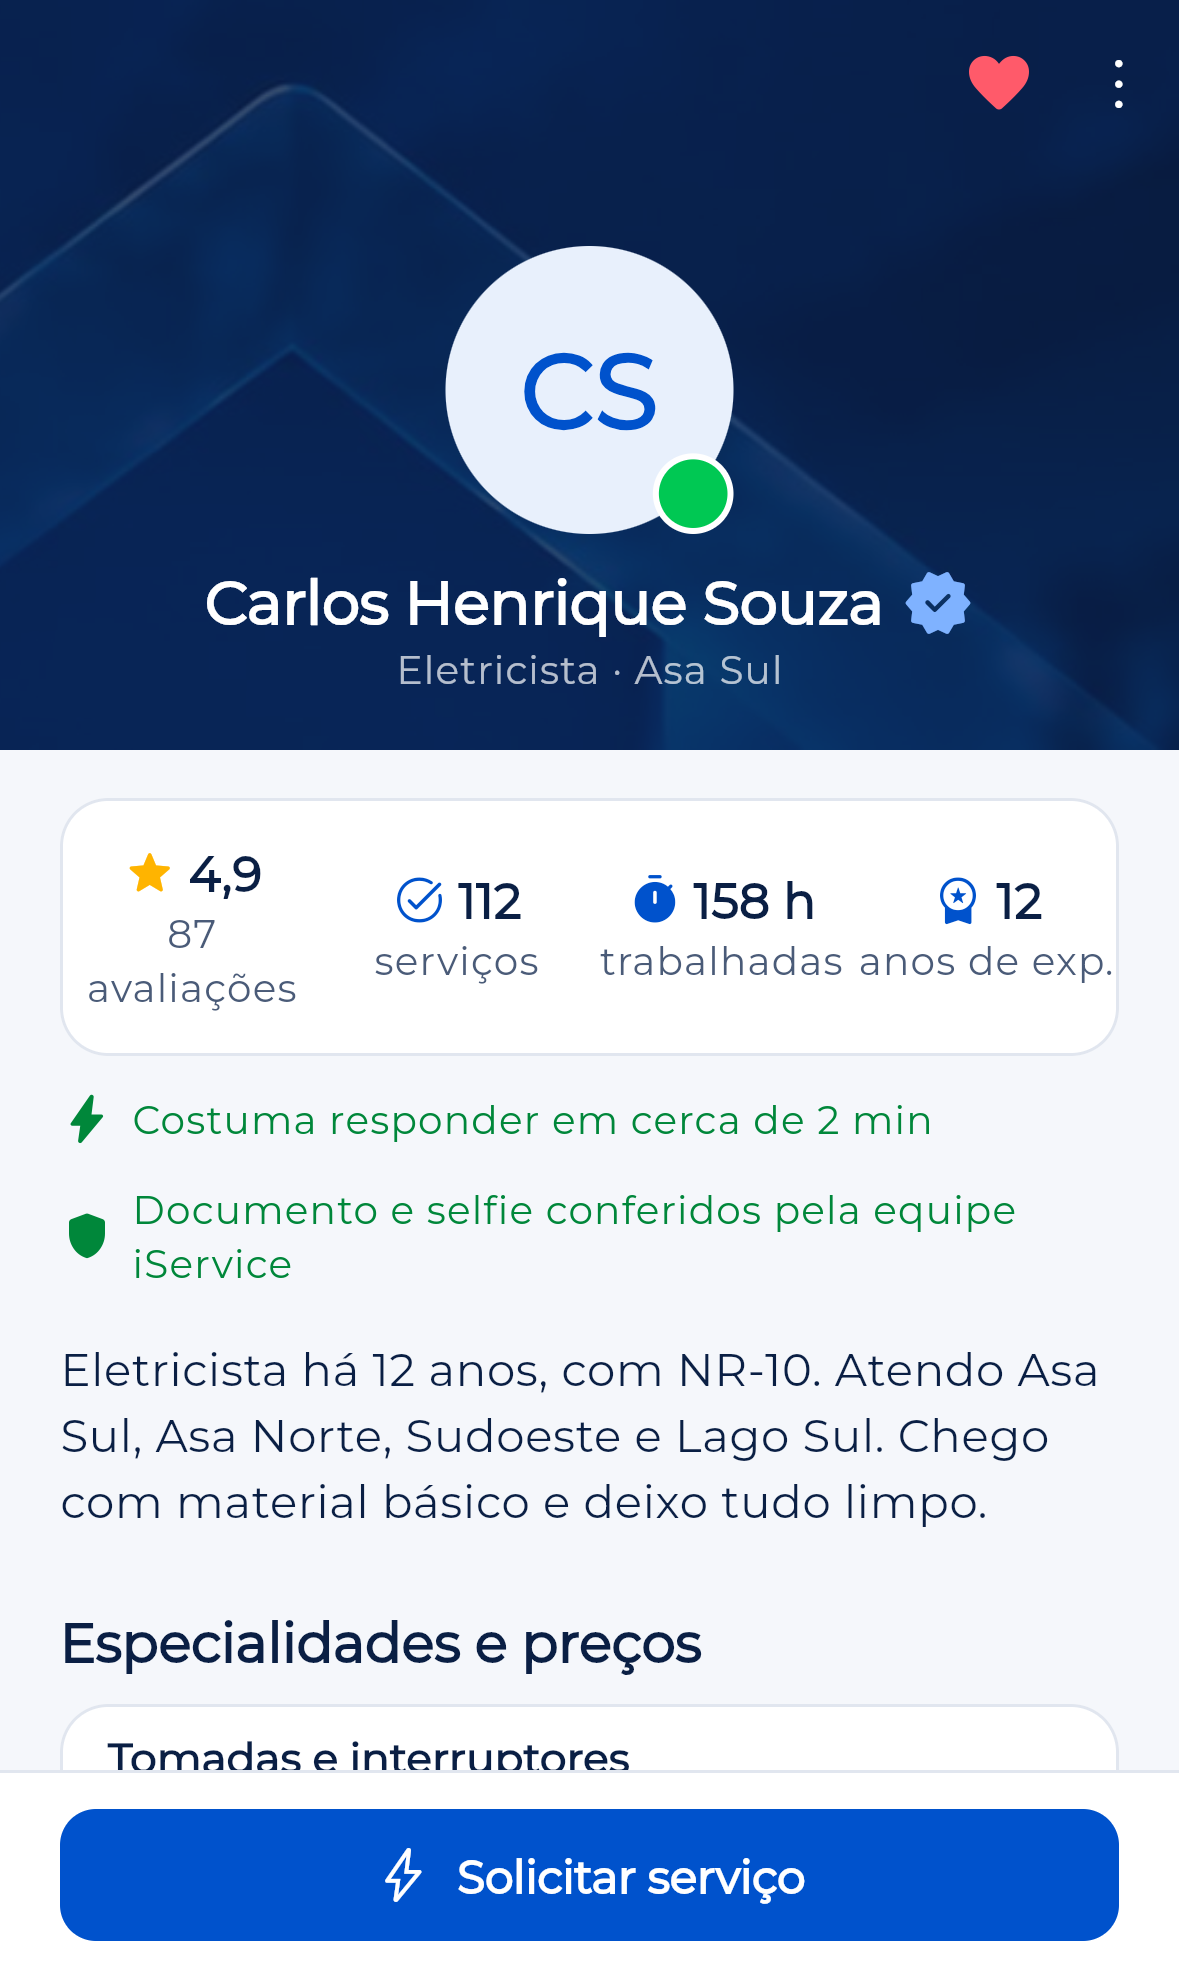 CS
Carlos Henrique Souza
Eletricista · Asa Sul
4,9
87
avaliações
112
serviços
158 h
trabalhadas
12
anos de exp.
Costuma responder em cerca de 2 min
Documento e selfie conferidos pela equipe
iService
Eletricista há 12 anos, com NR-10. Atendo Asa
Sul, Asa Norte, Sudoeste e Lago Sul. Chego
com material básico e deixo tudo limpo.
Especialidades e preços
Tomadas e interruptores
Solicitar serviço